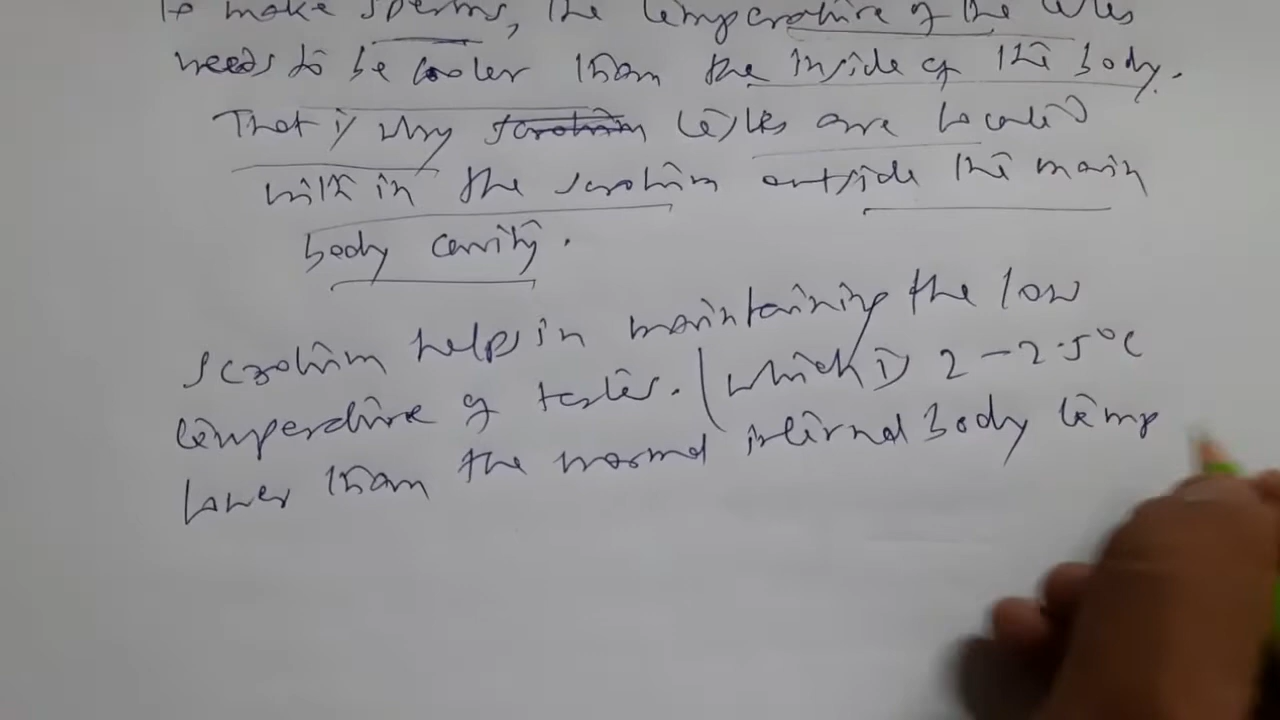 To make sperms, the temperature of the testes
needs to be cooler than the inside of the body.
That is why scrotum testes are located
with in the scrotum outside the main
body cavity.
Scrotum helps in maintaining the low
temperature of testes. (which is 2-2.5°C
lower than the normal internal body temp